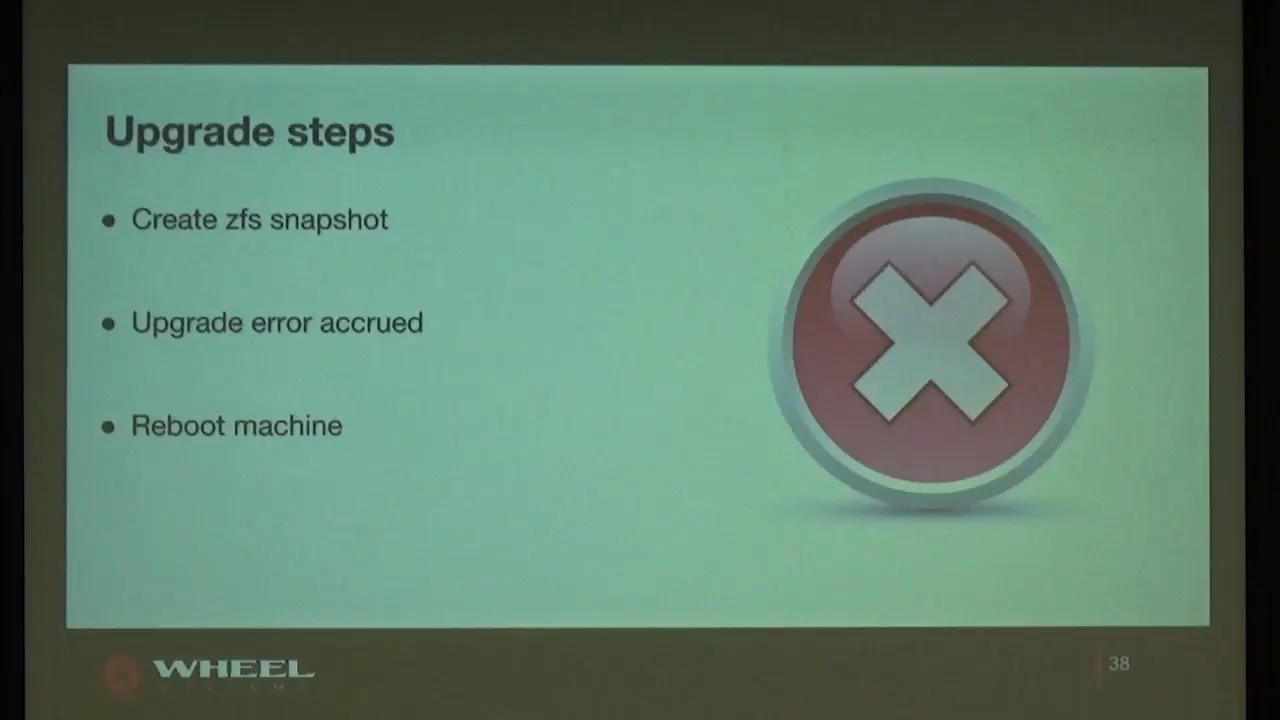 Upgrade steps
• Create zfs snapshot
• Upgrade error accrued
• Reboot machine
WHEEL
38